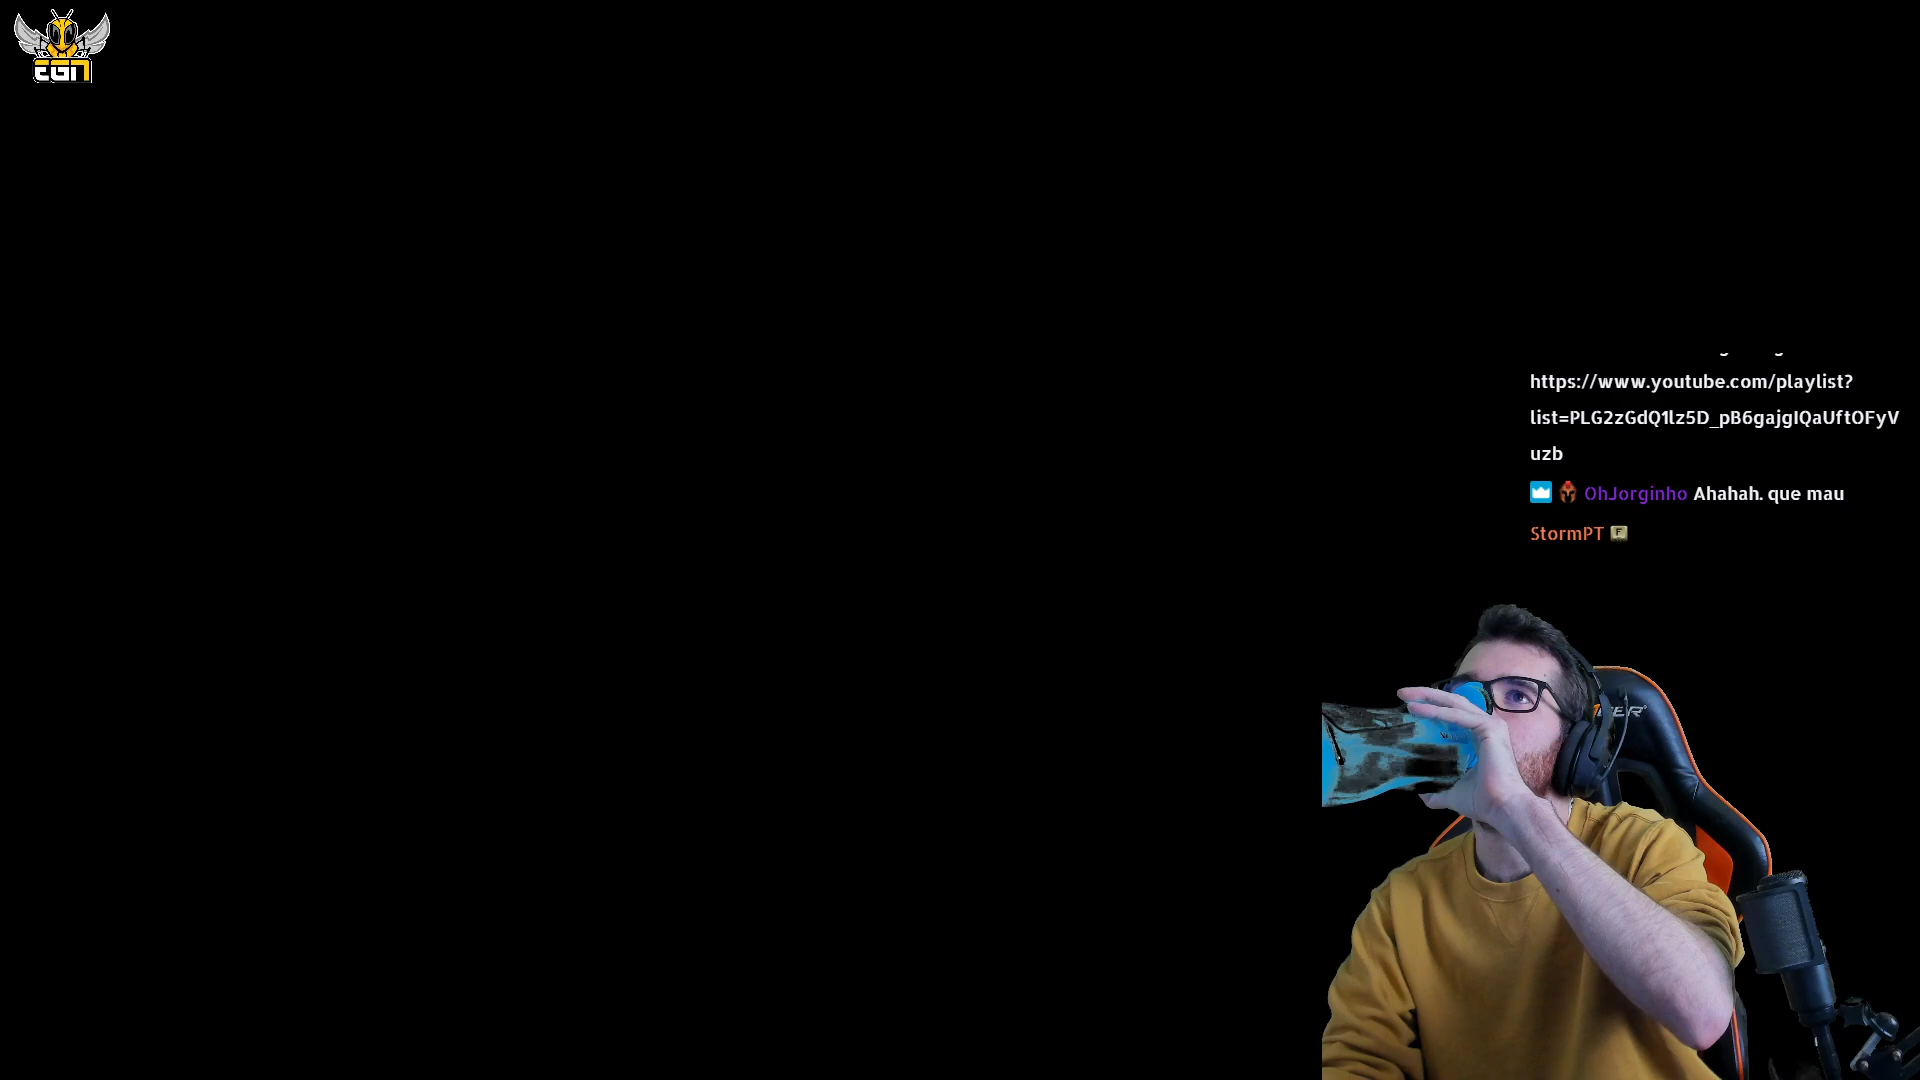 EGN
https://www.youtube.com/playlist?
list=PLG2zGdQ1lz5D_pB6gajgIQaUftOFyV
uzb
OhJorginho Ahahah. que mau
StormPT F